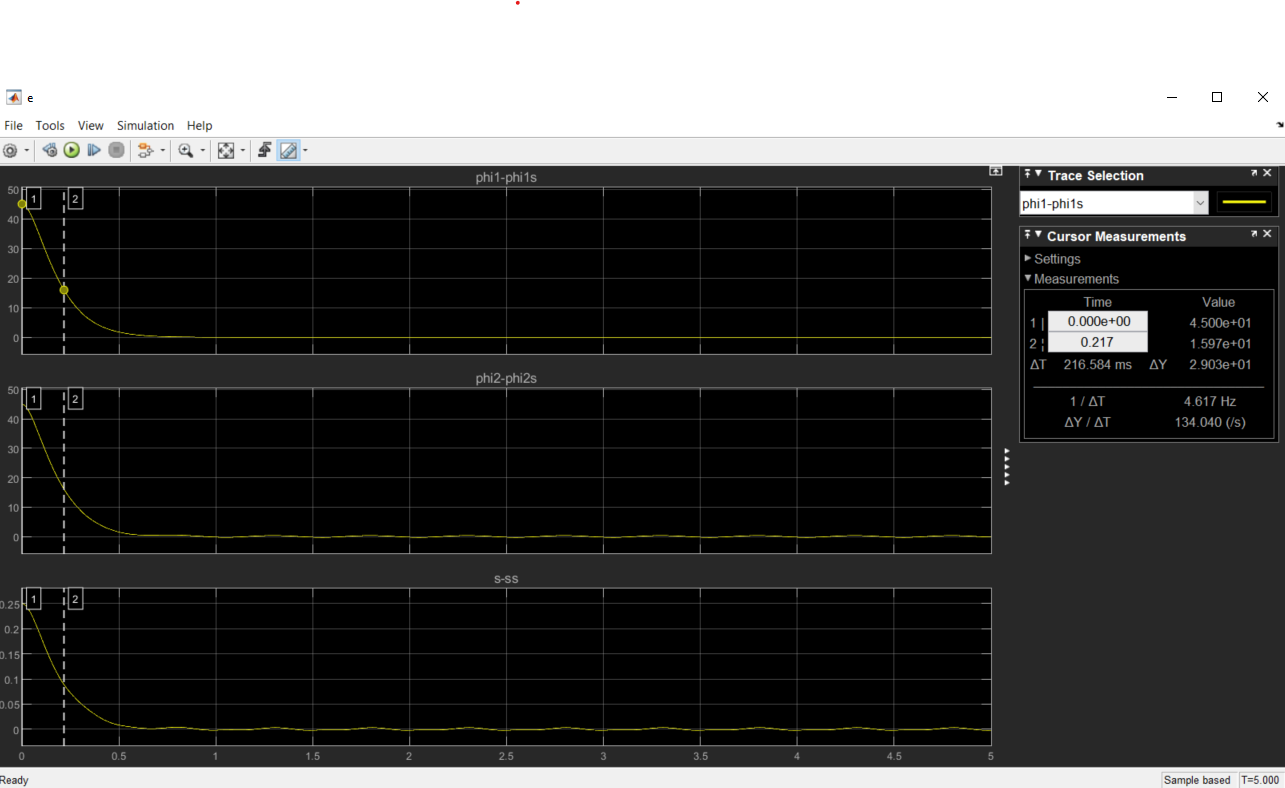 e
File Tools View Simulation Help
phi1-phi1s
1 2
50
40
30
20
10
0
phi2-phi2s
1 2
50
40
30
20
10
0
s-ss
1 2
0.25
0.2
0.15
0.1
0.05
0
0 0.5 1 1.5 2 2.5 3 3.5 4 4.5 5
Trace Selection
phi1-phi1s
Cursor Measurements
Settings
Measurements
Time Value
1 | 0.000e+00 4.500e+01
2 ¦ 0.217 1.597e+01
ΔT 216.584 ms ΔY 2.903e+01
1 / ΔT 4.617 Hz
ΔY / ΔT 134.040 (/s)
Ready Sample based T=5.000